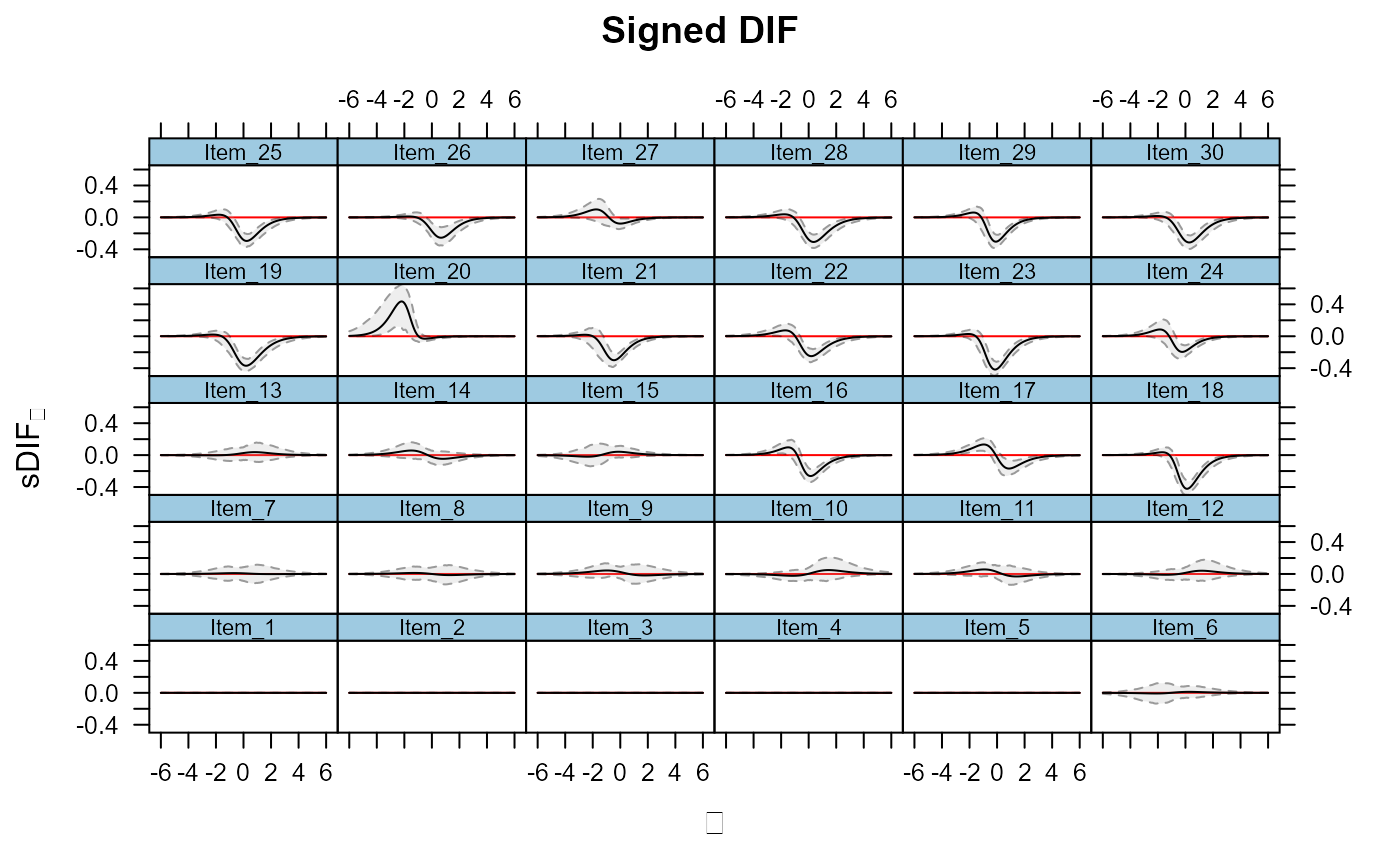 Signed DIF
-6 -4 -2 0 2 4 6 -6 -4 -2 0 2 4 6 -6 -4 -2 0 2 4 6
Item_25 Item_26 Item_27 Item_28 Item_29 Item_30
0.4
0.0
-0.4
Item_19 Item_20 Item_21 Item_22 Item_23 Item_24
0.4
0.0
-0.4
Item_13 Item_14 Item_15 Item_16 Item_17 Item_18
0.4
0.0
-0.4
Item_7 Item_8 Item_9 Item_10 Item_11 Item_12
0.4
0.0
-0.4
Item_1 Item_2 Item_3 Item_4 Item_5 Item_6
0.4
0.0
-0.4
-6 -4 -2 0 2 4 6 -6 -4 -2 0 2 4 6 -6 -4 -2 0 2 4 6
sDIF□
□